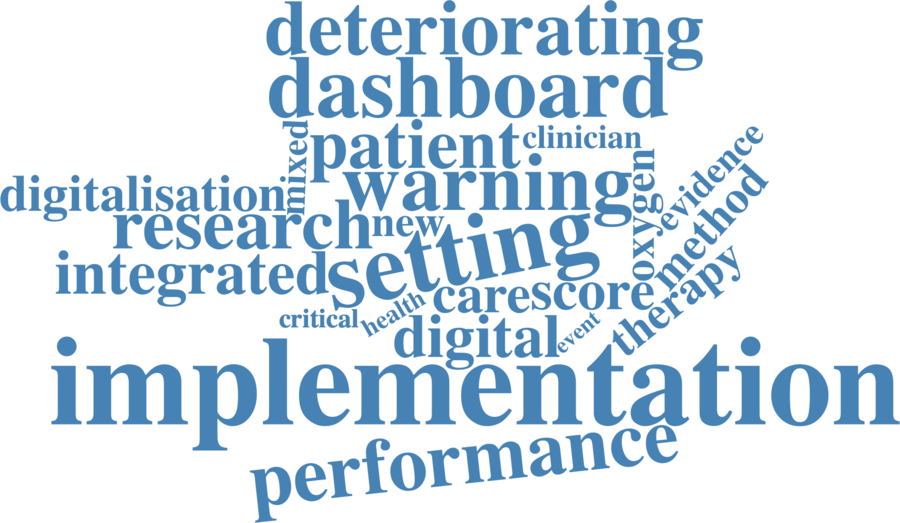 deteriorating
dashboard
mixed
patient
clinician
digitalisation
warning
oxygen
evidence
research
new
setting
method
integrated
care
score
therapy
critical
health
digital
event
implementation
performance